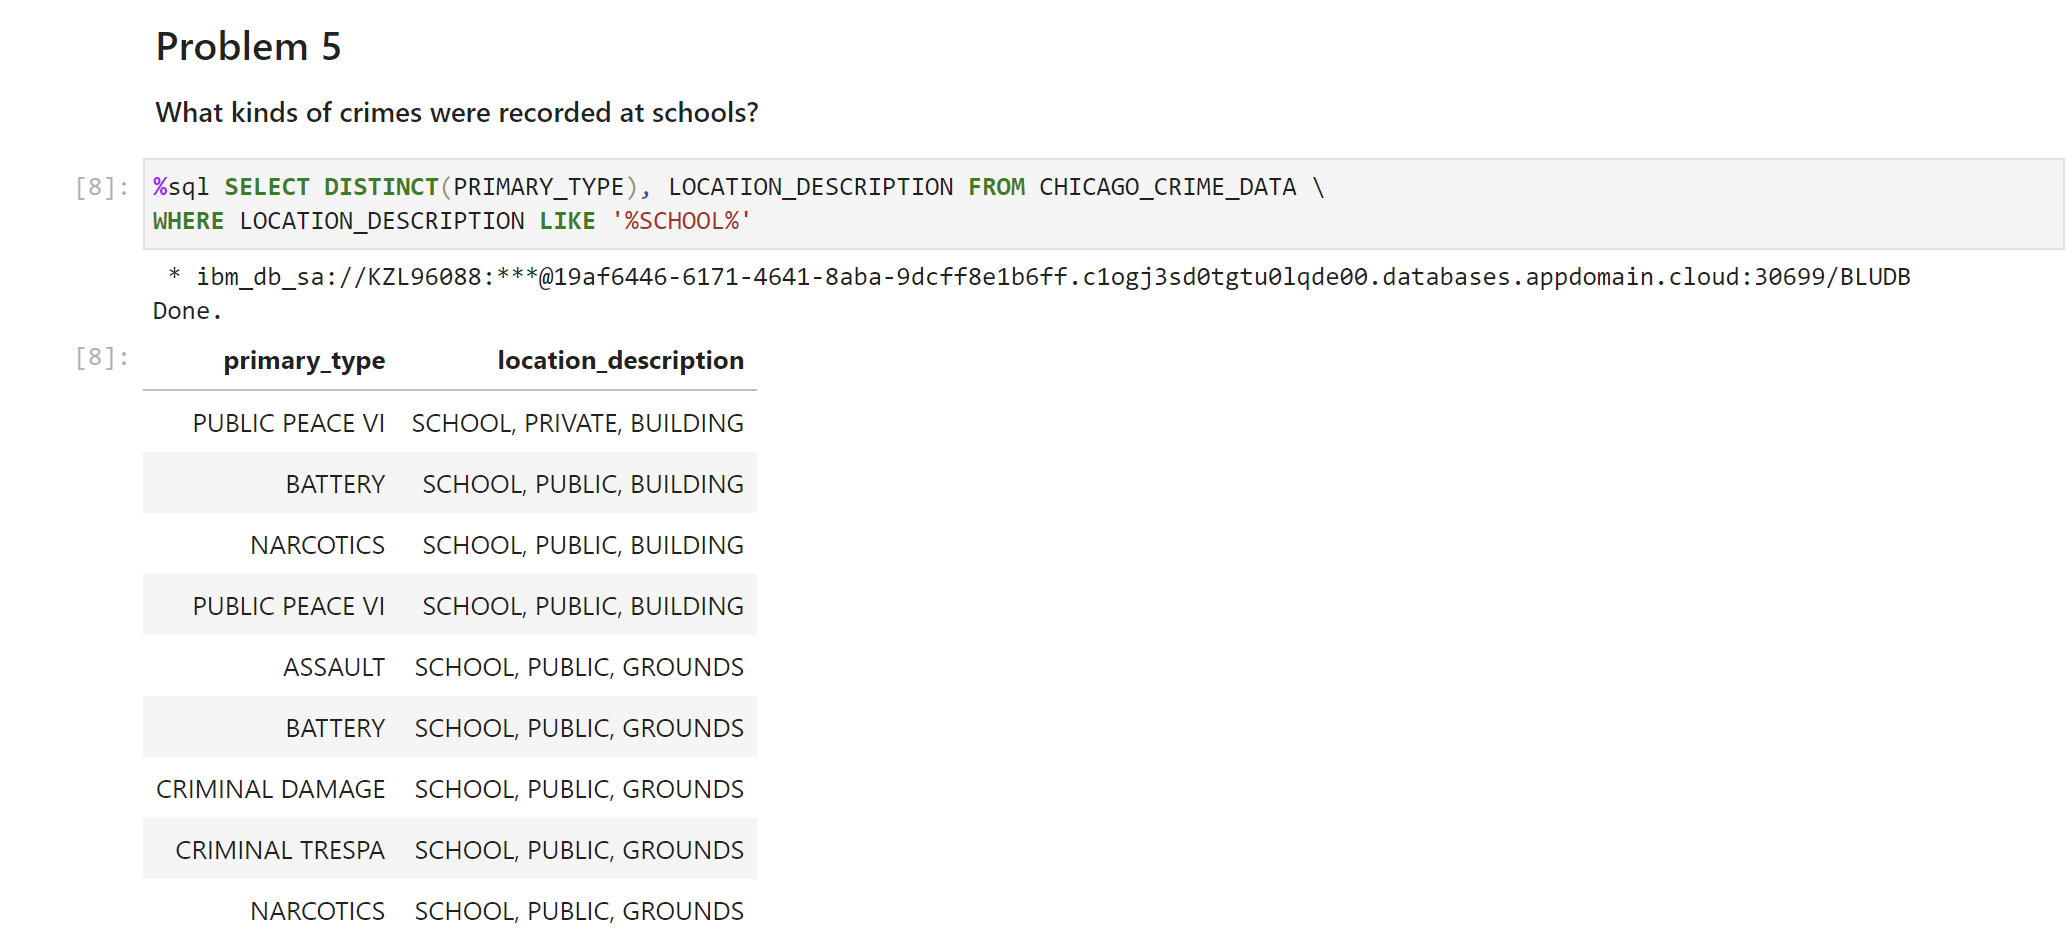 Problem 5
What kinds of crimes were recorded at schools?
[8]: %sql SELECT DISTINCT(PRIMARY_TYPE), LOCATION_DESCRIPTION FROM CHICAGO_CRIME_DATA \
WHERE LOCATION_DESCRIPTION LIKE '%SCHOOL%'
* ibm_db_sa://KZL96088:***@19af6446-6171-4641-8aba-9dcff8e1b6ff.c1ogj3sd0tgtu0lqde00.databases.appdomain.cloud:30699/BLUDB
Done.
[8]: primary_type location_description
PUBLIC PEACE VI SCHOOL, PRIVATE, BUILDING
BATTERY SCHOOL, PUBLIC, BUILDING
NARCOTICS SCHOOL, PUBLIC, BUILDING
PUBLIC PEACE VI SCHOOL, PUBLIC, BUILDING
ASSAULT SCHOOL, PUBLIC, GROUNDS
BATTERY SCHOOL, PUBLIC, GROUNDS
CRIMINAL DAMAGE SCHOOL, PUBLIC, GROUNDS
CRIMINAL TRESPA SCHOOL, PUBLIC, GROUNDS
NARCOTICS SCHOOL, PUBLIC, GROUNDS